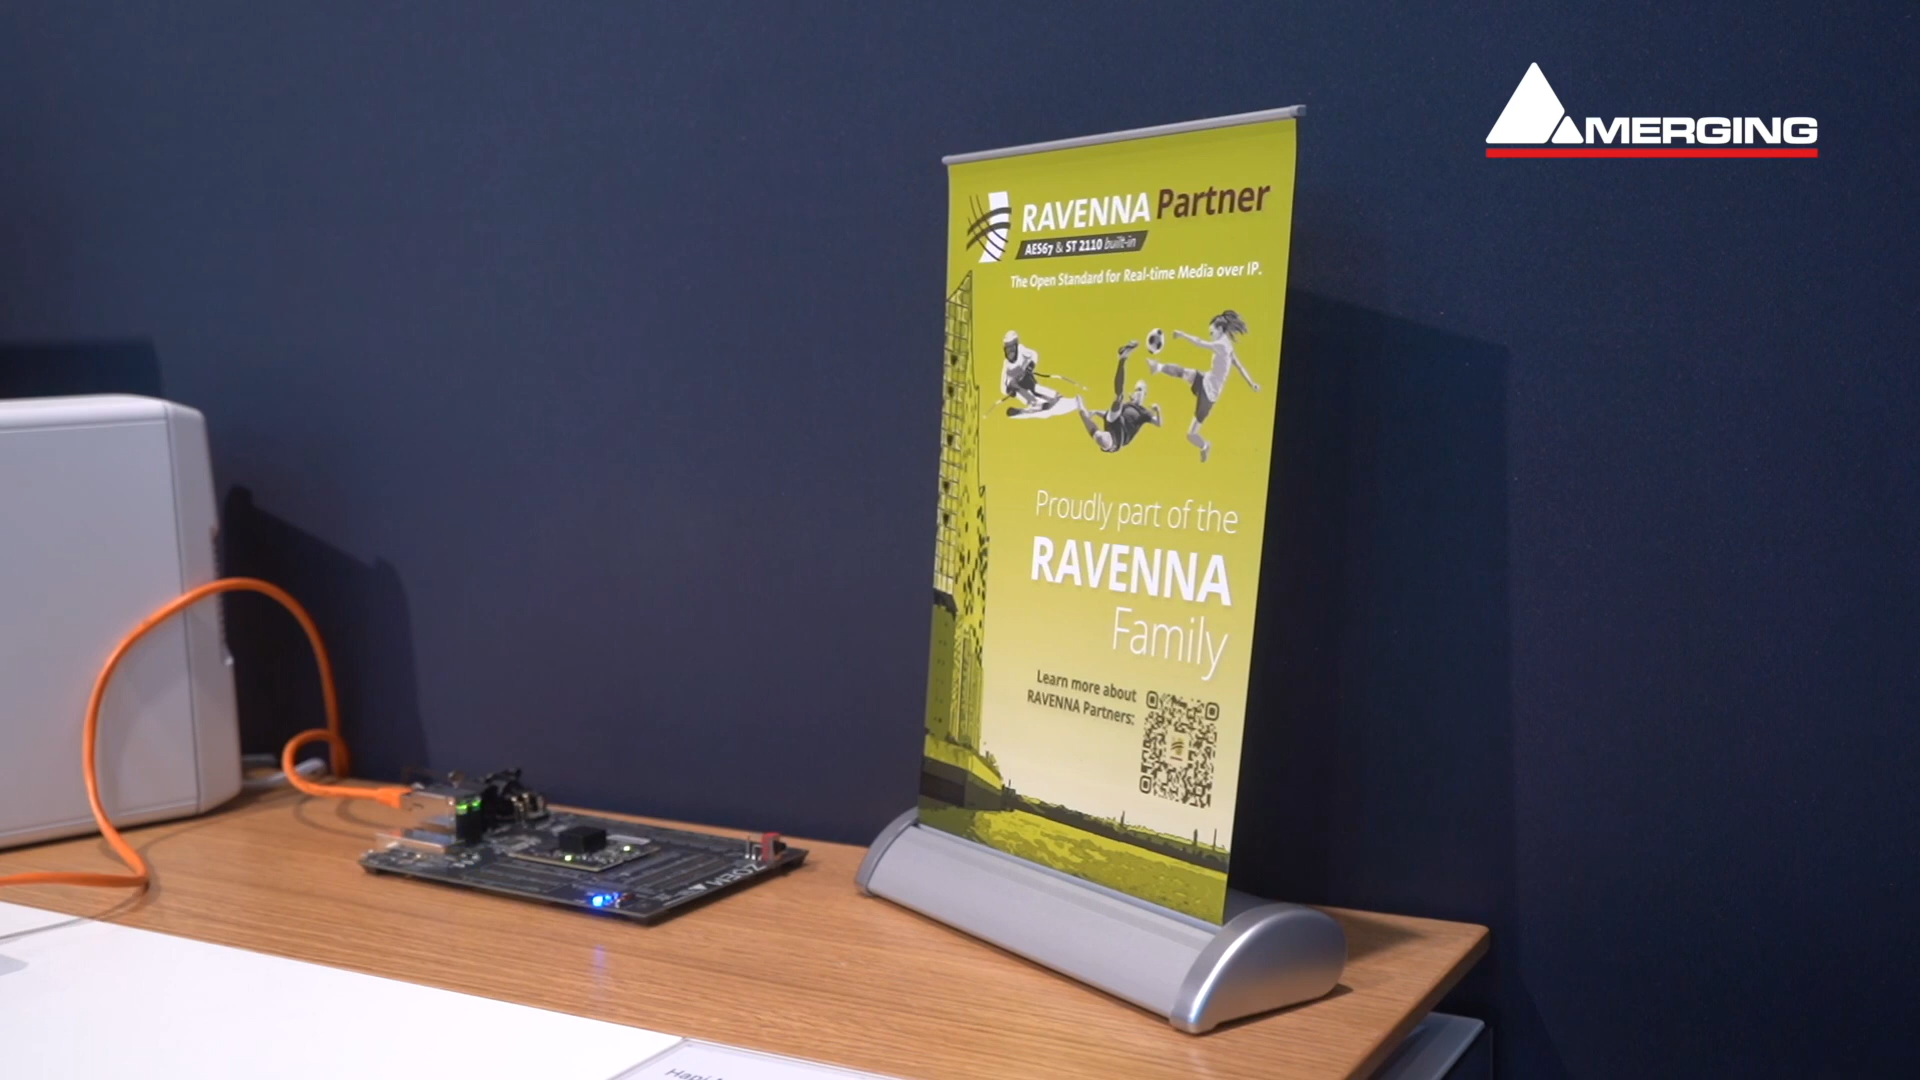 MERGING
RAVENNA Partner
AES67 & ST 2110 built-in
The Open Standard for Real-time Media over IP.
Proudly part of the
RAVENNA
Family
Learn more about
RAVENNA Partners:
ZOEM